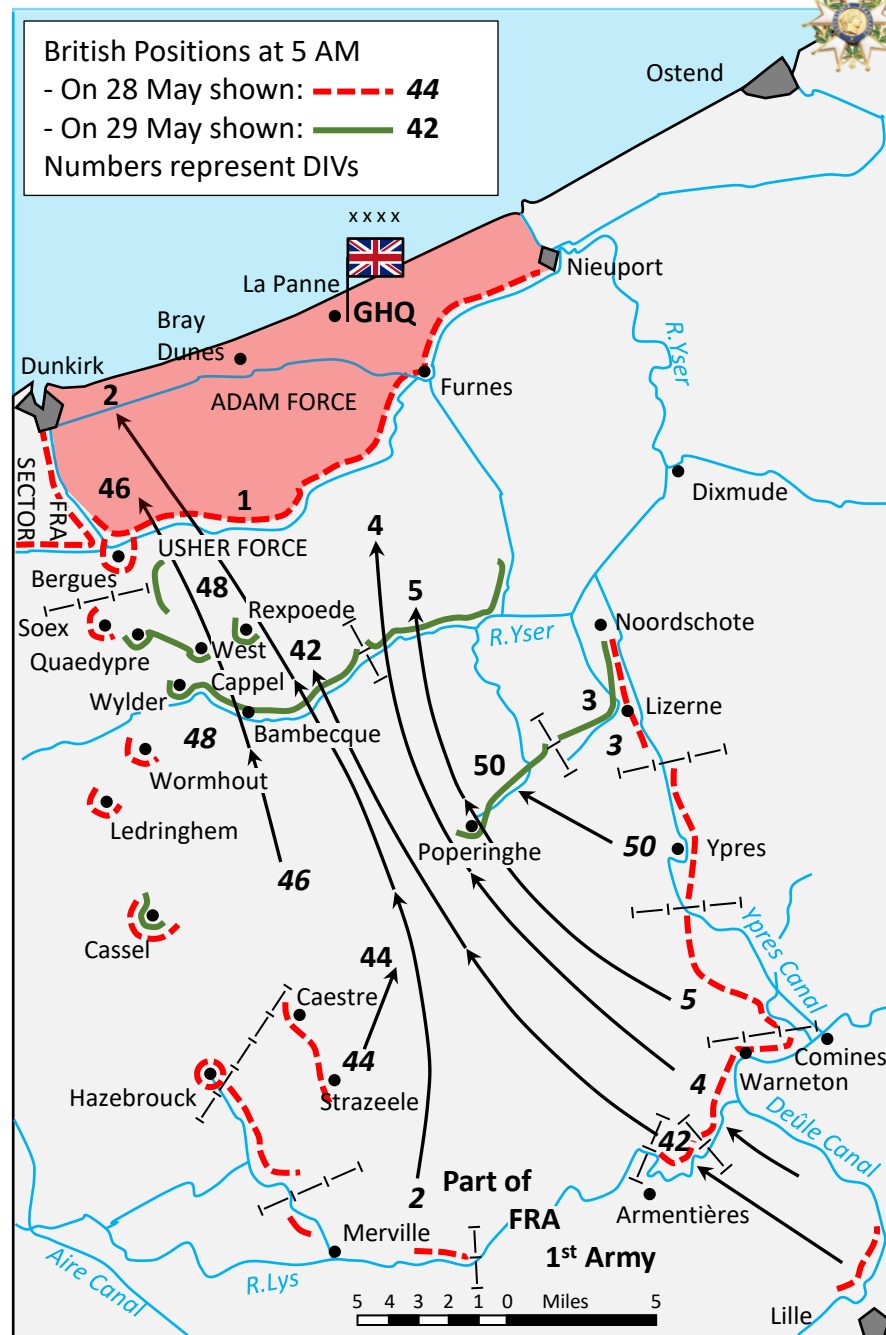 British Positions at 5 AM
- On 28 May shown: 44
- On 29 May shown: 42
Numbers represent DIVs
Ostend
x x x x
Nieuport
La Panne
GHQ
Bray
Dunes
R.Yser
Dunkirk
Furnes
2
ADAM FORCE
FRA
SECTOR
46
1
Dixmude
4
USHER FORCE
Bergues
48
5
Rexpoede
Soex
Noordschote
R.Yser
Quaedypre
West
Cappel
42
Wylder
3
Lizerne
48
Bambecque
3
Wormhout
50
Ledringhem
Poperinghe
50
Ypres
46
Cassel
Ypres Canal
44
Caestre
5
Comines
44
Strazeele
4
Warneton
Hazebrouck
Deûle Canal
42
2
Part of
FRA
1st Army
Armentières
Merville
Aire Canal
R.Lys
5 4 3 2 1 0 Miles 5
Lille